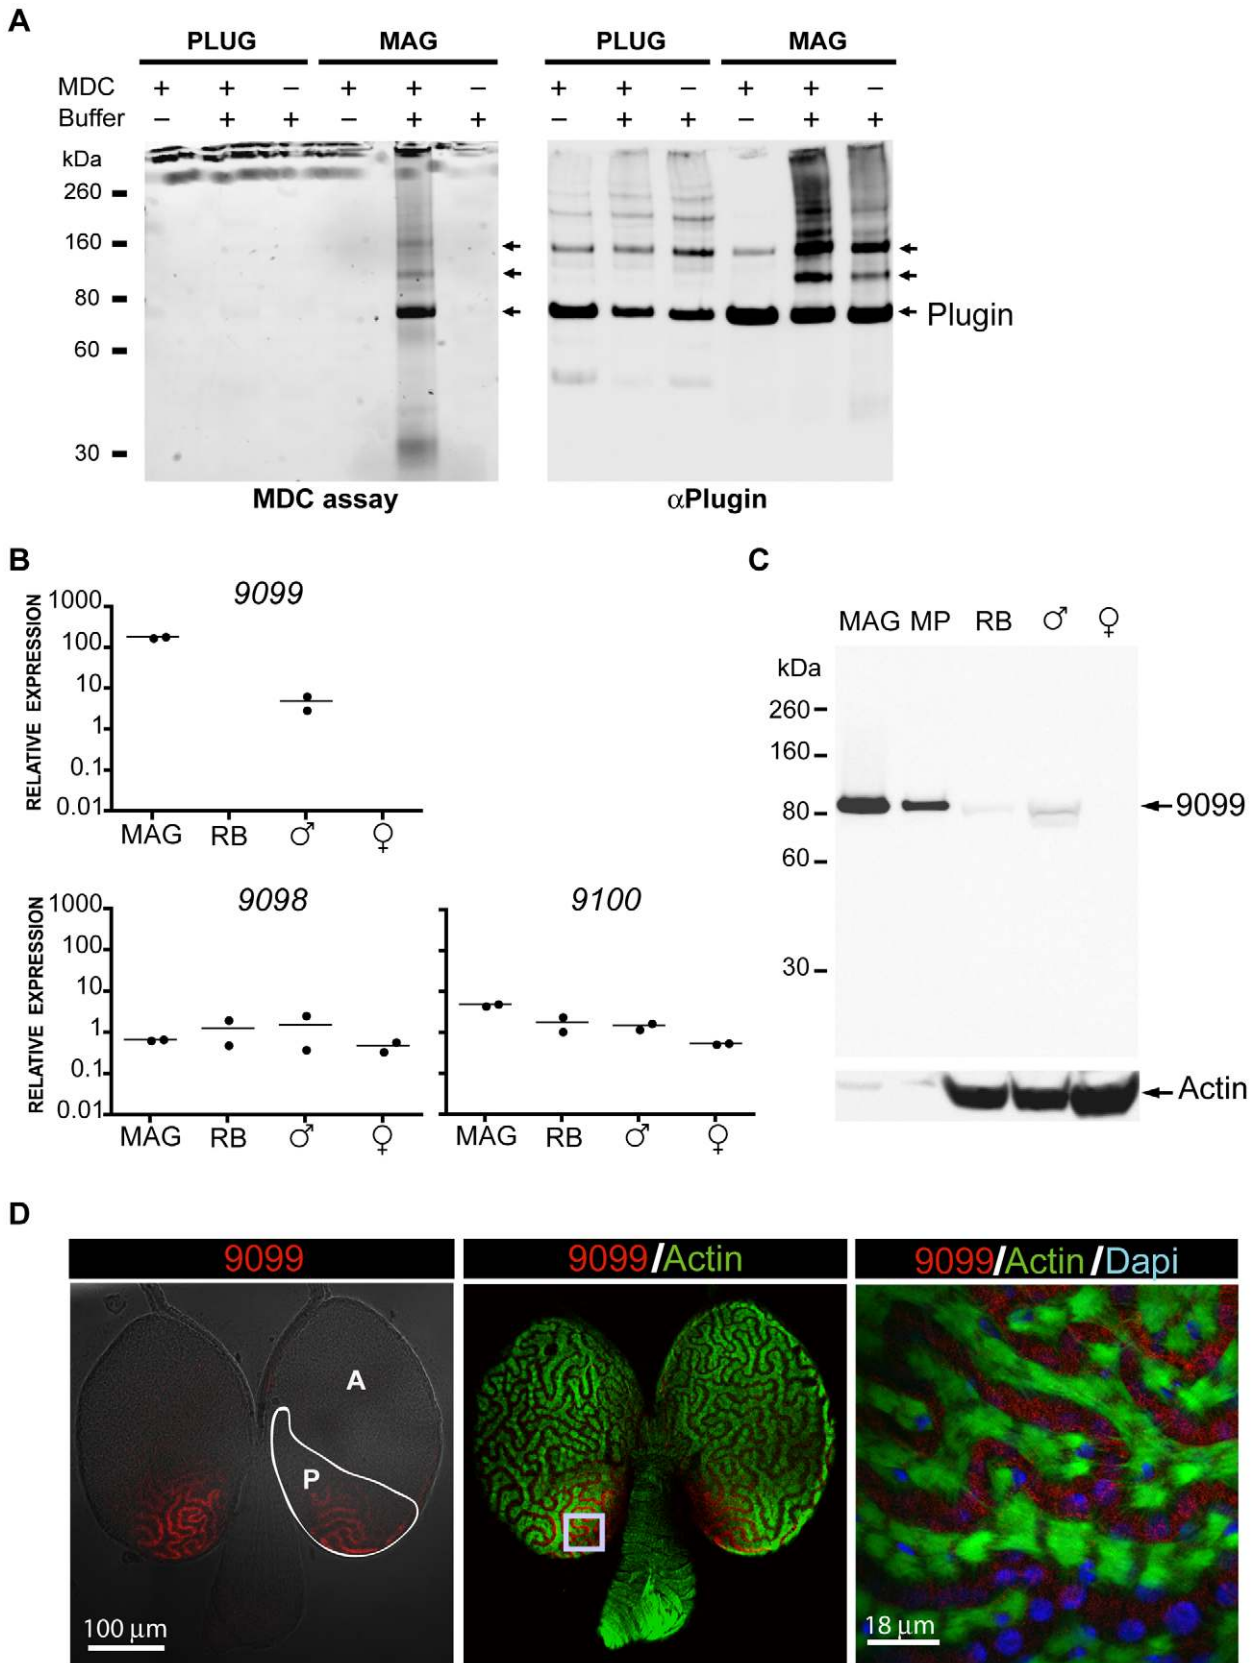 A
PLUG MAG PLUG MAG
MDC + + – + + – + + – + + –
Buffer – + + – + + – + + – + +
kDa
260
160
80
60
30
Plugin
MDC assay αPlugin
B
9099
RELATIVE EXPRESSION
1000
100
10
1
0.1
0.01
MAG RB ♂ ♀
9098
RELATIVE EXPRESSION
1000
100
10
1
0.1
0.01
MAG RB ♂ ♀
9100
MAG RB ♂ ♀
C
MAG MP RB ♂ ♀
kDa
260
160
80
60
30
9099
Actin
D
9099
A
P
100 µm
9099/Actin
9099/Actin/Dapi
18 µm